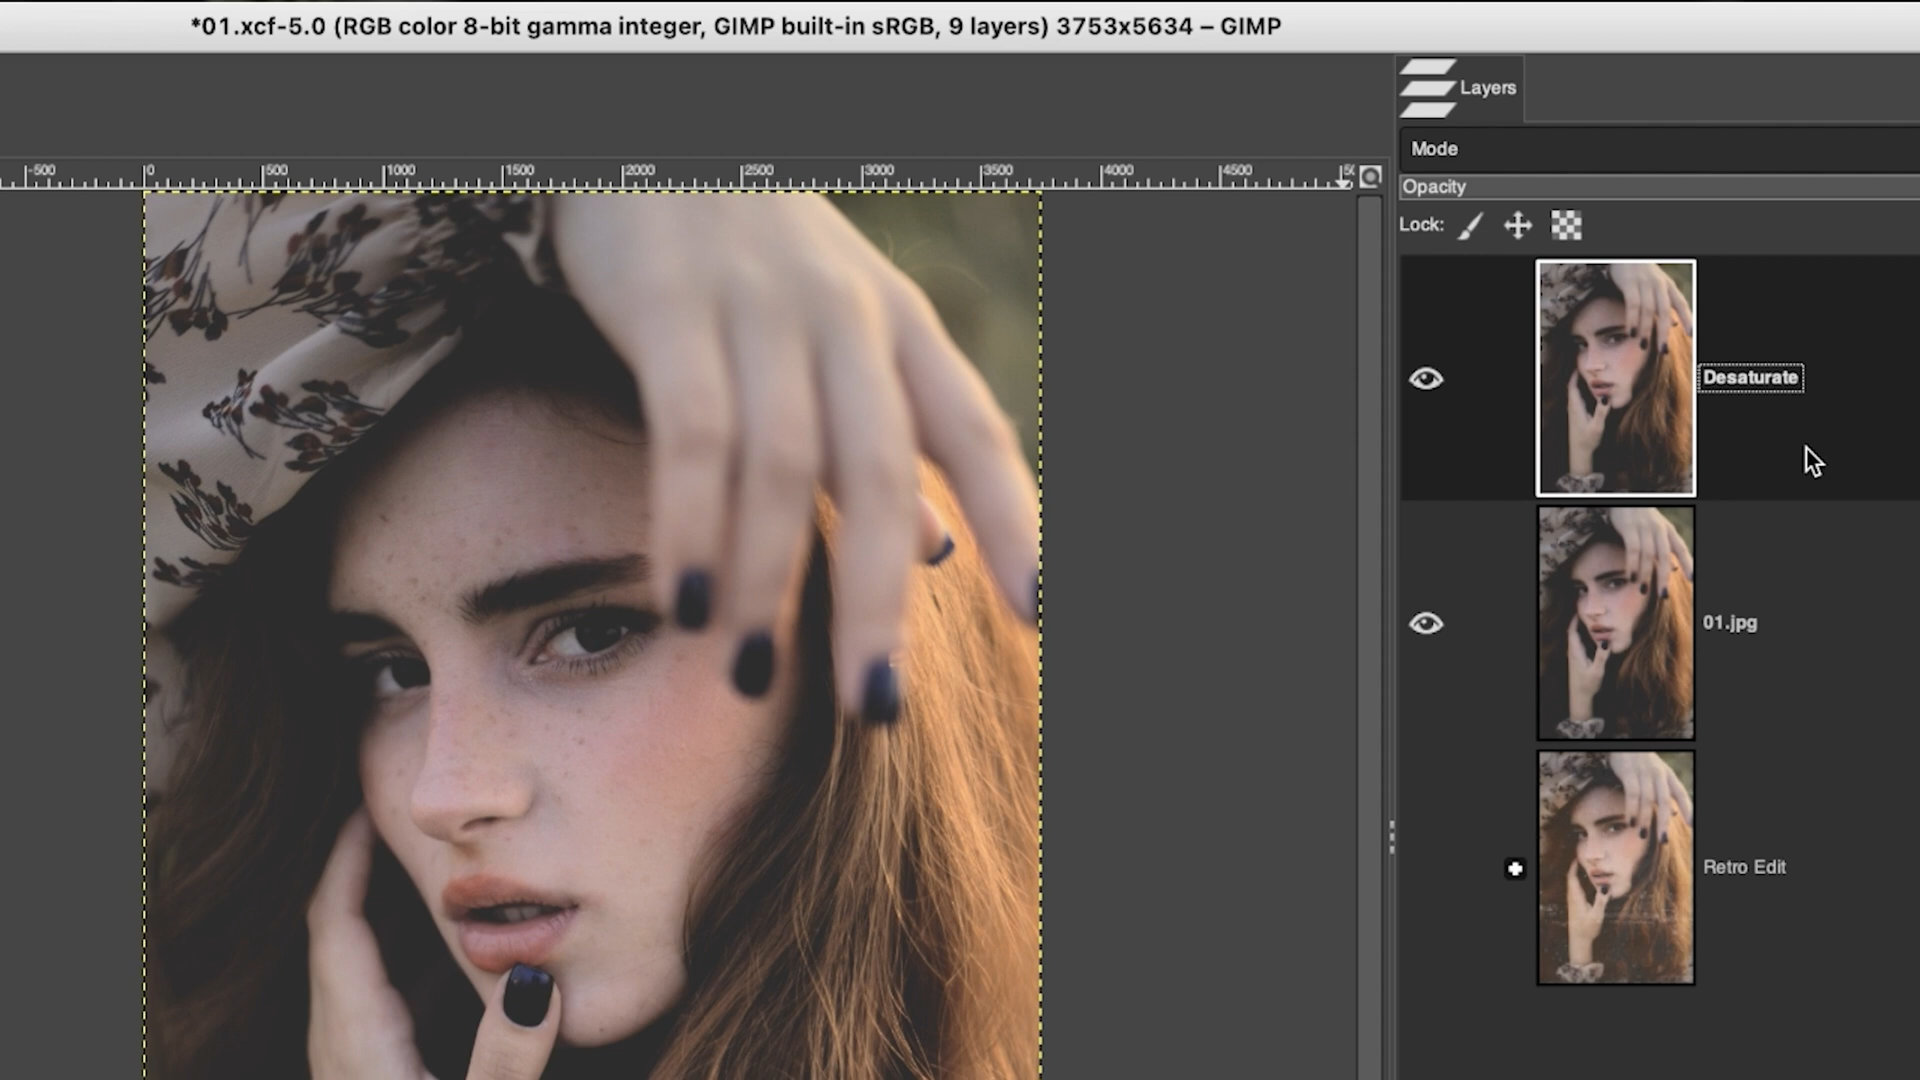 *01.xcf-5.0 (RGB color 8-bit gamma integer, GIMP built-in sRGB, 9 layers) 3753x5634 – GIMP
Layers
Mode
Opacity
Lock:
-500 0 500 1000 1500 2000 2500 3000 3500 4000 4500
Desaturate
01.jpg
Retro Edit